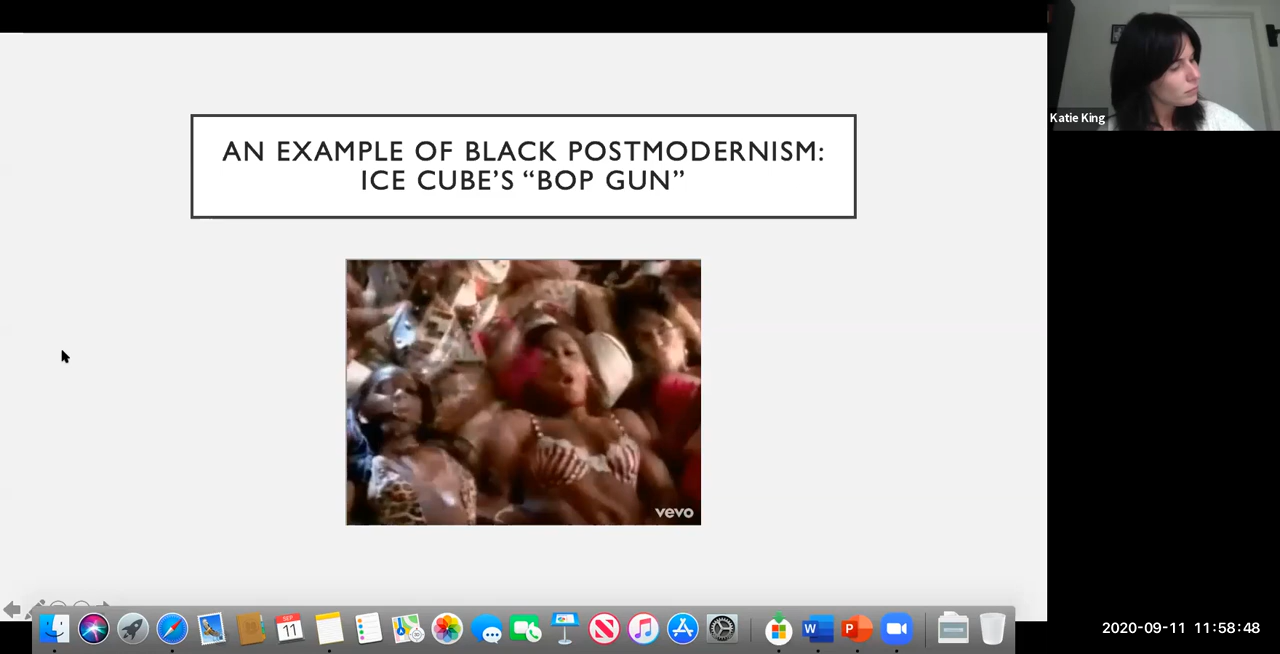 AN EXAMPLE OF BLACK POSTMODERNISM:
ICE CUBE'S “BOP GUN”
Katie King
vevo
SEP
11
W
P
2020-09-11 11:58:48